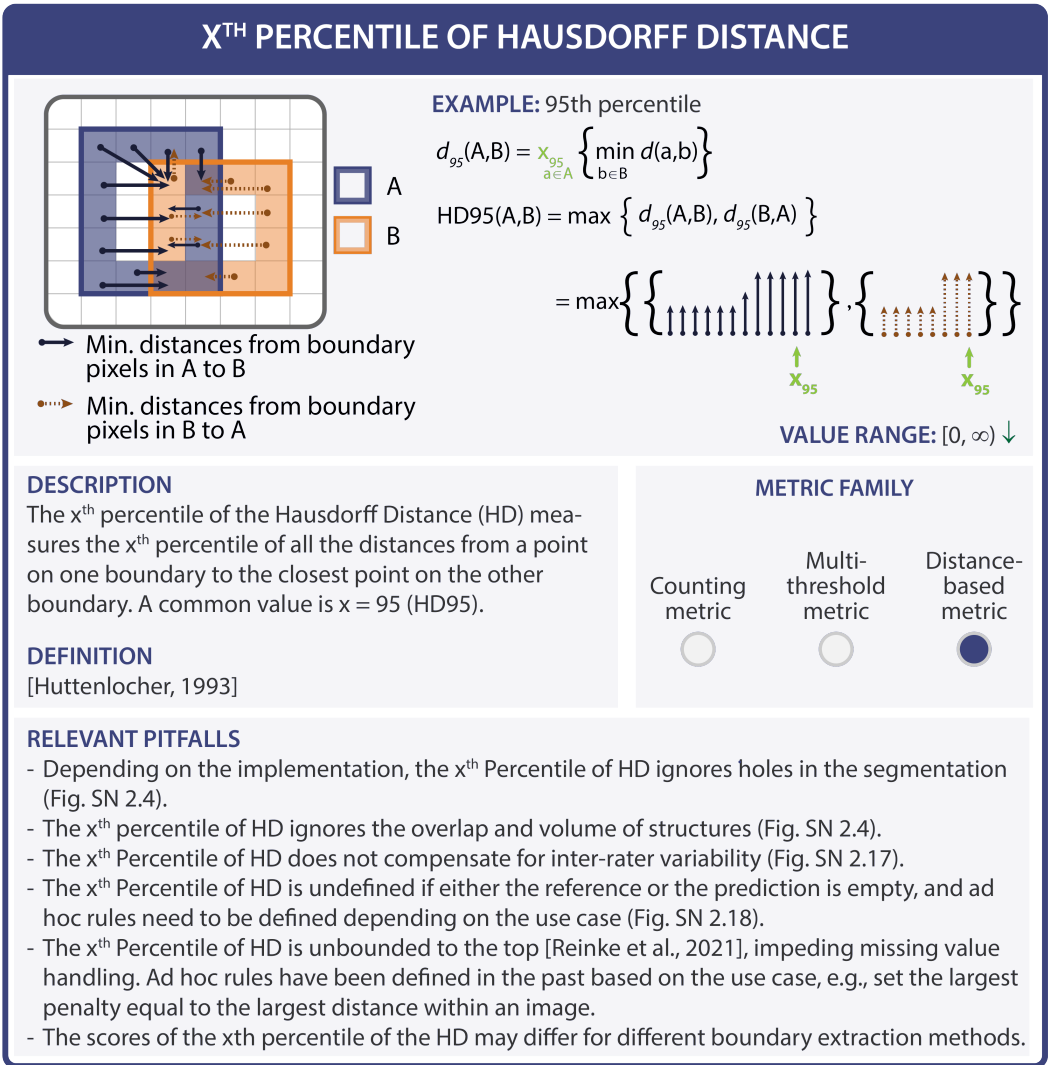 XTH PERCENTILE OF HAUSDORFF DISTANCE
A
B
Min. distances from boundary
pixels in A to B
Min. distances from boundary
pixels in B to A
EXAMPLE: 95th percentile
d95(A,B) = x95 a∈A { min b∈B d(a,b) }
HD95(A,B) = max { d95(A,B), d95(B,A) }
= max { { } , { } }
x95 x95
VALUE RANGE: [0, ∞) ↓
DESCRIPTION
The xth percentile of the Hausdorff Distance (HD) mea-
sures the xth percentile of all the distances from a point
on one boundary to the closest point on the other
boundary. A common value is x = 95 (HD95).
DEFINITION
[Huttenlocher, 1993]
METRIC FAMILY
Counting
metric
Multi-
threshold
metric
Distance-
based
metric
RELEVANT PITFALLS
- Depending on the implementation, the xth Percentile of HD ignores holes in the segmentation
(Fig. SN 2.4).
- The xth percentile of HD ignores the overlap and volume of structures (Fig. SN 2.4).
- The xth Percentile of HD does not compensate for inter-rater variability (Fig. SN 2.17).
- The xth Percentile of HD is undefined if either the reference or the prediction is empty, and ad
hoc rules need to be defined depending on the use case (Fig. SN 2.18).
- The xth Percentile of HD is unbounded to the top [Reinke et al., 2021], impeding missing value
handling. Ad hoc rules have been defined in the past based on the use case, e.g., set the largest
penalty equal to the largest distance within an image.
- The scores of the xth percentile of the HD may differ for different boundary extraction methods.